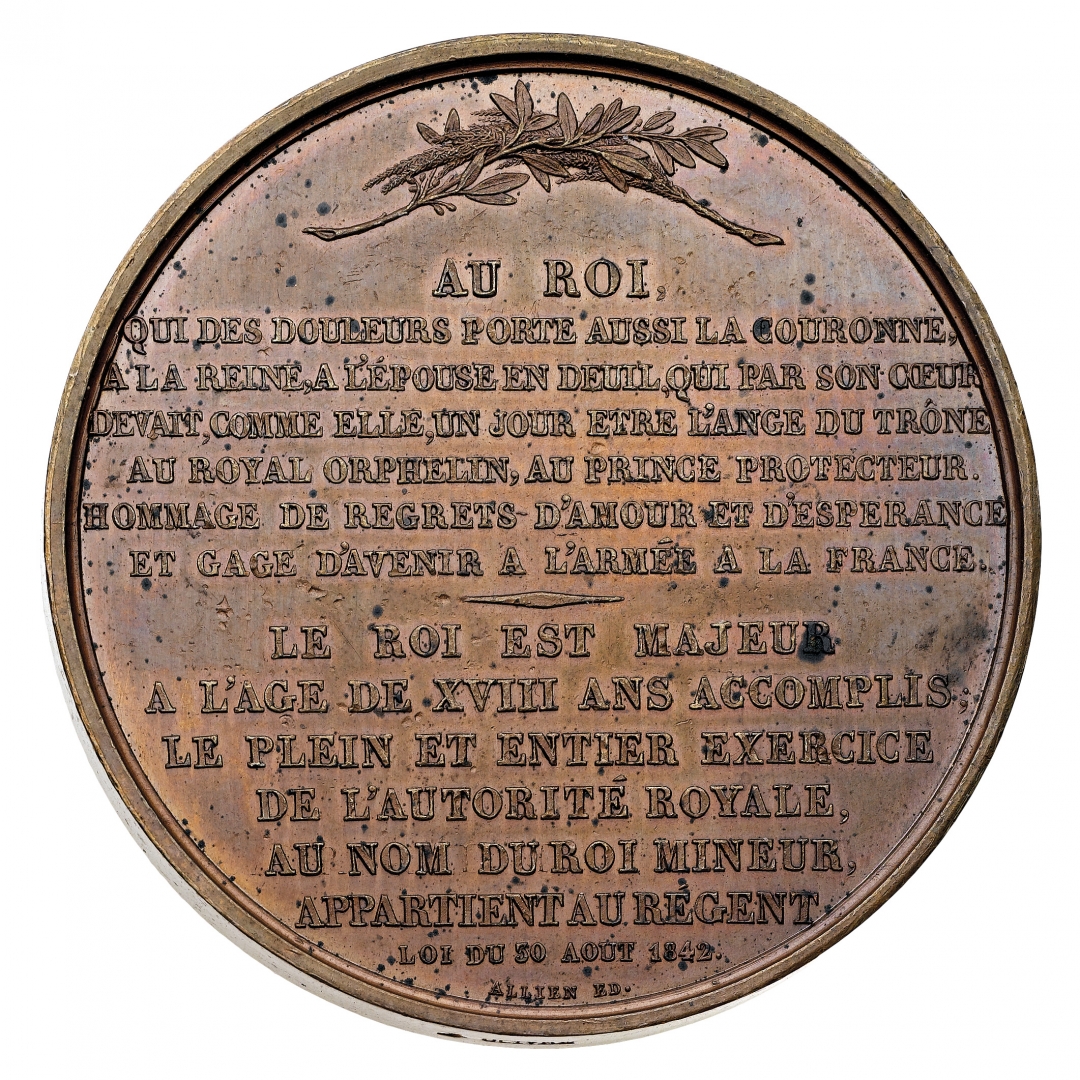 AU ROI,
QUI DES DOULEURS PORTE AUSSI LA COURONNE,
A LA REINE, A L'ÉPOUSE EN DEUIL, QUI PAR SON CŒUR
DEVAIT, COMME ELLE, UN JOUR ETRE L'ANGE DU TRÔNE
AU ROYAL ORPHELIN, AU PRINCE PROTECTEUR.
HOMMAGE DE REGRETS D'AMOUR ET D'ESPERANCE
ET GAGE D'AVENIR A L'ARMÉE A LA FRANCE.
LE ROI EST MAJEUR
A L'AGE DE XVIII ANS ACCOMPLIS;
LE PLEIN ET ENTIER EXERCICE
DE L'AUTORITÉ ROYALE,
AU NOM DU ROI MINEUR,
APPARTIENT AU RÉGENT.
LOI DU 30 AOÛT 1842.
ALLIEN ED.